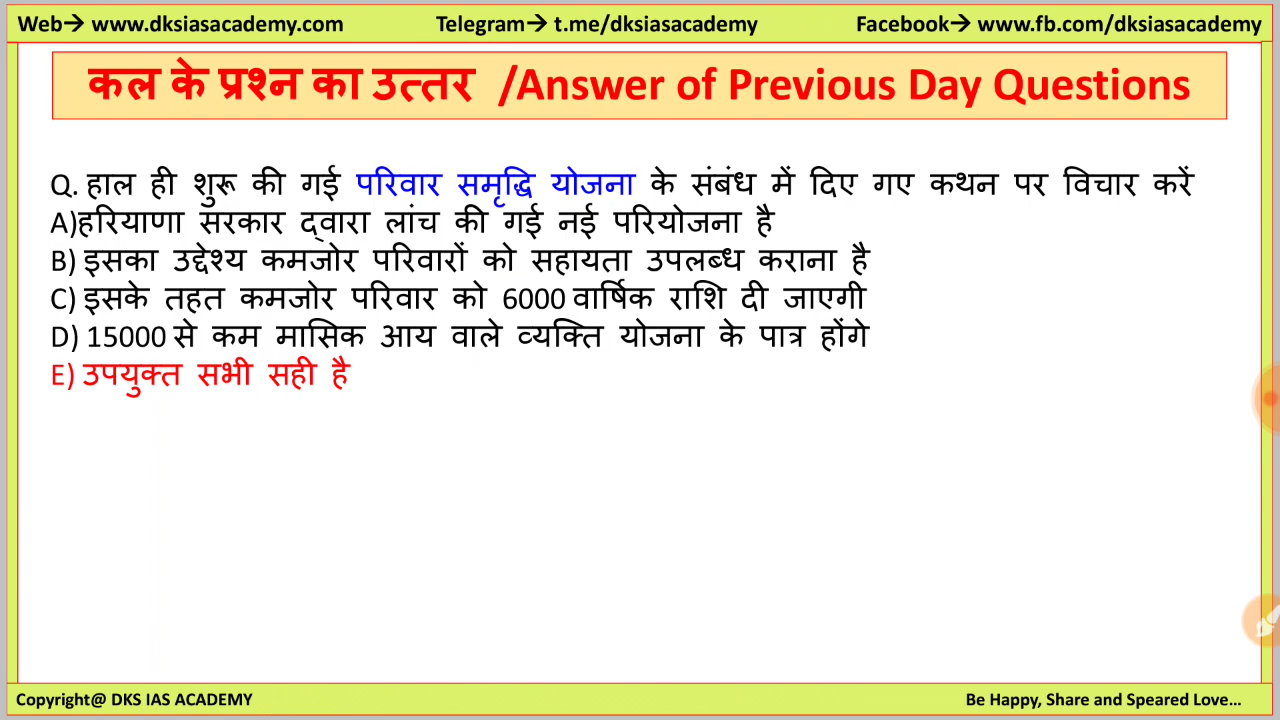 Web→ www.dksiasacademy.com Telegram→ t.me/dksiasacademy Facebook→ www.fb.com/dksiasacademy
कल के प्रश्न का उत्तर /Answer of Previous Day Questions
Q. हाल ही शुरू की गई परिवार समृद्धि योजना के संबंध में दिए गए कथन पर विचार करें
A)हरियाणा सरकार द्वारा लांच की गई नई परियोजना है
B) इसका उद्देश्य कमजोर परिवारों को सहायता उपलब्ध कराना है
C) इसके तहत कमजोर परिवार को 6000 वार्षिक राशि दी जाएगी
D) 15000 से कम मासिक आय वाले व्यक्ति योजना के पात्र होंगे
E) उपयुक्त सभी सही है
Copyright@ DKS IAS ACADEMY Be Happy, Share and Speared Love...